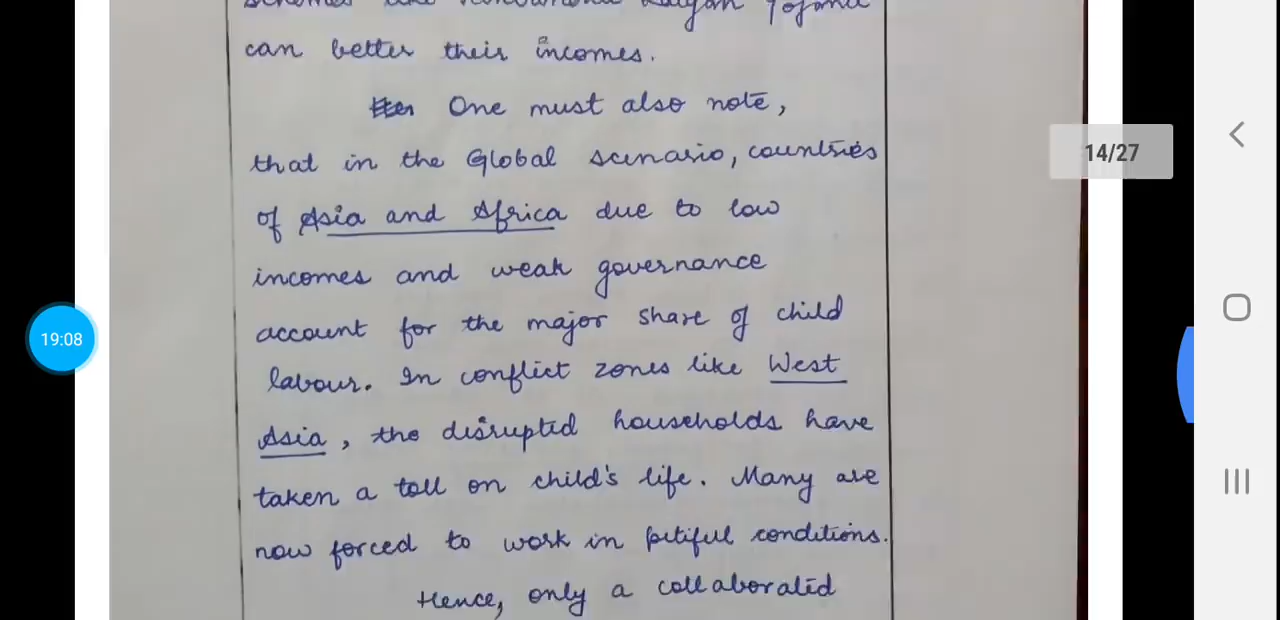 can better their incomes.
One must also note,
that in the Global scenario, countries
of Asia and Africa due to low
incomes and weak governance
account for the major share of child
labour. In conflict zones like West
Asia, the disrupted households have
taken a toll on child's life. Many are
now forced to work in pitiful conditions.
Hence, only a collaborated
14/27
19:08